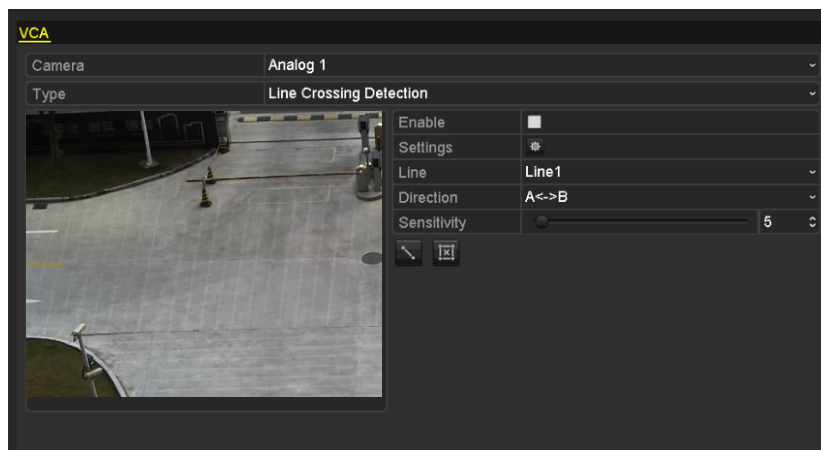 VCA
Camera Analog 1
Type Line Crossing Detection
Enable
Settings
Line Line1
Direction A<->B
Sensitivity 5